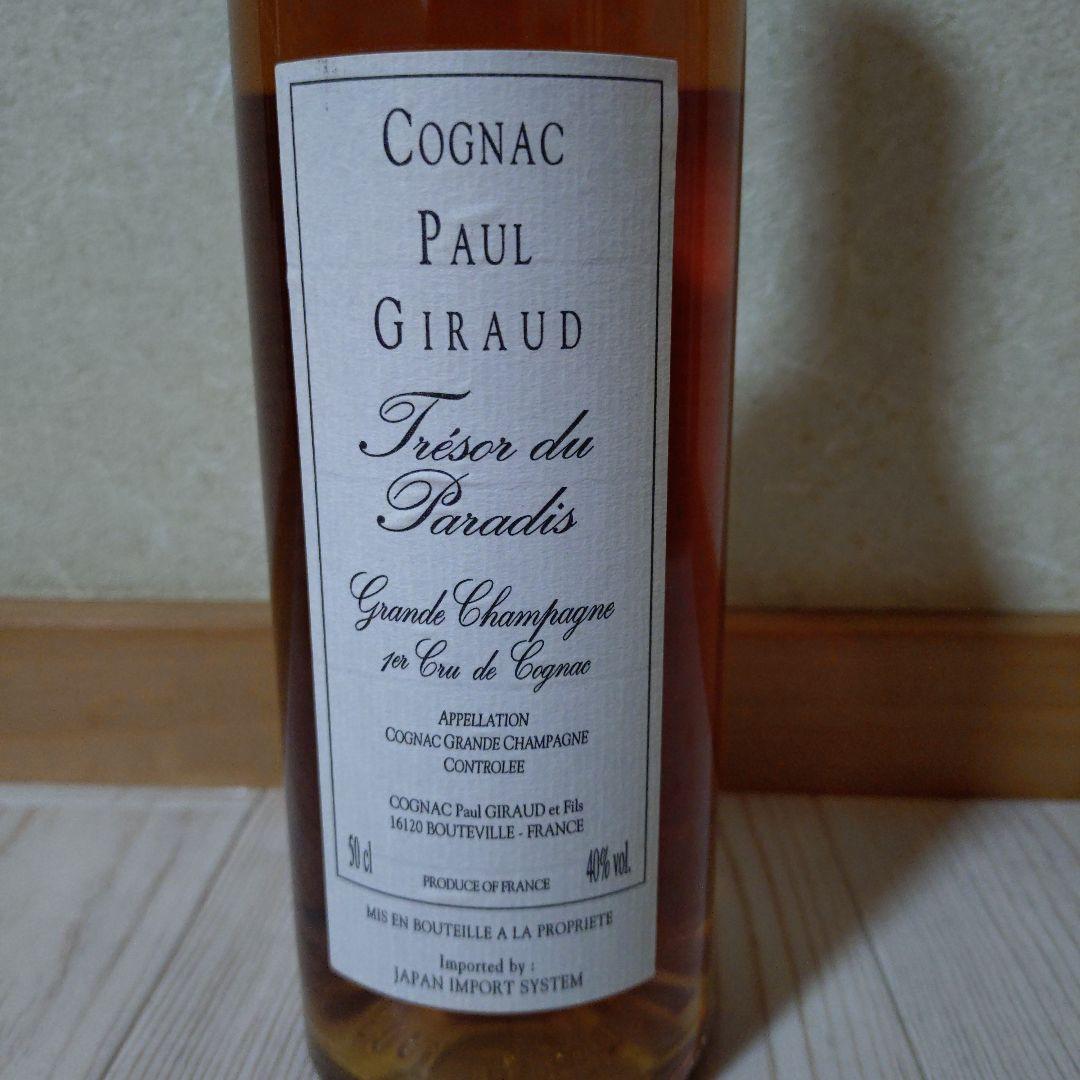 COGNAC
PAUL
GIRAUD
Trésor du
Paradis
Grande Champagne
1er Cru de Cognac
APPELLATION
COGNAC GRANDE CHAMPAGNE
CONTROLEE
COGNAC Paul GIRAUD et Fils
16120 BOUTEVILLE - FRANCE
50 cl 40% vol.
PRODUCE OF FRANCE
MIS EN BOUTEILLE A LA PROPRIETE
Imported by :
JAPAN IMPORT SYSTEM